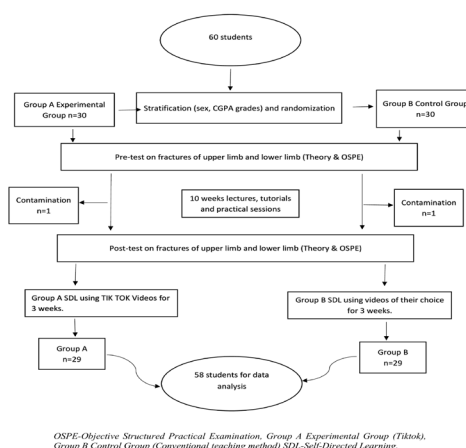 60 students
Group A Experimental
Group n=30
Stratification (sex, CGPA grades) and randomization
Group B Control Group
n=30
Pre-test on fractures of upper limb and lower limb (Theory & OSPE)
Contamination
n=1
10 weeks lectures, tutorials
and practical sessions
Contamination
n=1
Post-test on fractures of upper limb and lower limb (Theory & OSPE)
Group A SDL using TIK TOK Videos for
3 weeks.
Group B SDL using videos of their choice
for 3 weeks.
Group A
n=29
Group B
n=29
58 students for data
analysis
OSPE-Objective Structured Practical Examination, Group A Experimental Group (Tiktok),
Group B Control Group (Conventional teaching method) SDL-Self-Directed Learning.